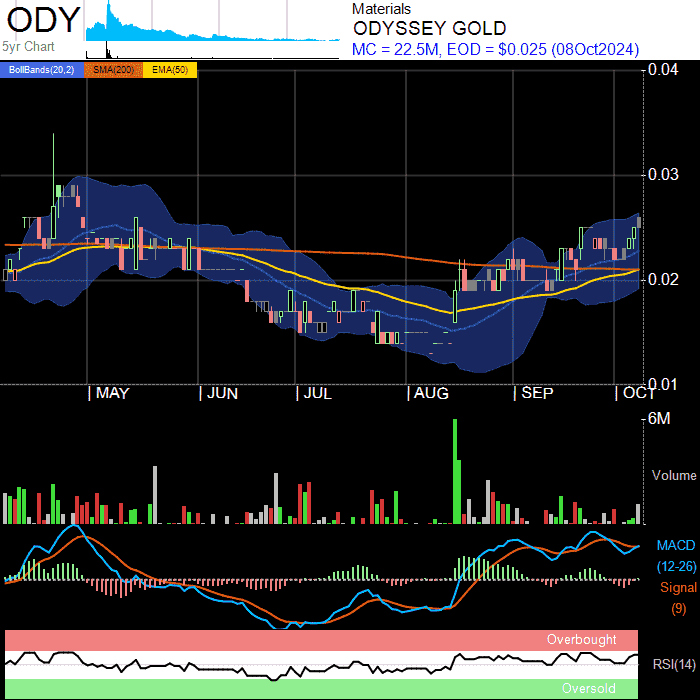 ODY
5yr Chart
Materials
ODYSSEY GOLD
MC = 22.5M, EOD = $0.025 (08Oct2024)
BollBands(20,2) SMA(200) EMA(50)
0.04
0.03
0.02
0.01
MAY JUN JUL AUG SEP OCT
6M
Volume
MACD
(12-26)
Signal
(9)
Overbought
RSI(14)
Oversold